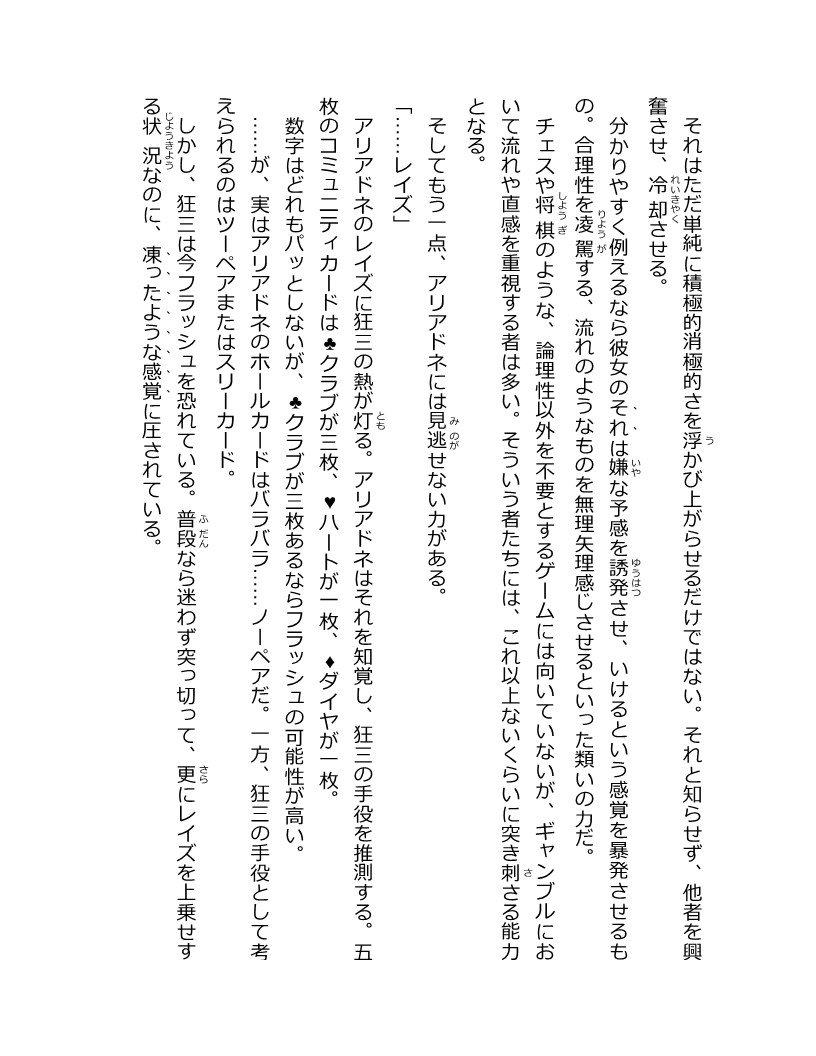 それはただ単純に積極的消極的さを浮かび上がらせるだけではない。それと知らせず、他者を興
奮させ、冷却させる。
分かりやすく例えるなら彼女のそれは嫌な予感を誘発させ、いけるという感覚を暴発させるも
の。合理性を凌駕する、流れのようなものを無理矢理感じさせるといった類いの力だ。
チェスや将棋のような、論理性以外を不要とするゲームには向いていないが、ギャンブルにお
いて流れや直感を重視する者は多い。そういう者たちには、これ以上ないくらいに突き刺さる能力
となる。
そしてもう一点、アリアドネには見逃せない力がある。
「……レイズ」
アリアドネのレイズに狂三の熱が灯る。アリアドネはそれを知覚し、狂三の手役を推測する。五
枚のコミュニティカードは♣クラブが三枚、♥ハートが一枚、♦ダイヤが一枚。
数字はどれもパッとしないが、♣クラブが三枚あるならフラッシュの可能性が高い。
……が、実はアリアドネのホールカードはバラバラ……ノーペアだ。一方、狂三の手役として考
えられるのはツーペアまたはスリーカード。
しかし、狂三は今フラッシュを恐れている。普段なら迷わず突っ切って、更にレイズを上乗せす
る状況なのに、凍ったような感覚に圧されている。